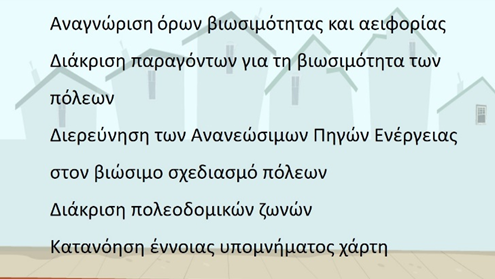 Αναγνώριση όρων βιωσιμότητας και αειφορίας
Διάκριση παραγόντων για τη βιωσιμότητα των
πόλεων
Διερεύνηση των Ανανεώσιμων Πηγών Ενέργειας
στον βιώσιμο σχεδιασμό πόλεων
Διάκριση πολεοδομικών ζωνών
Κατανόηση έννοιας υπομνήματος χάρτη